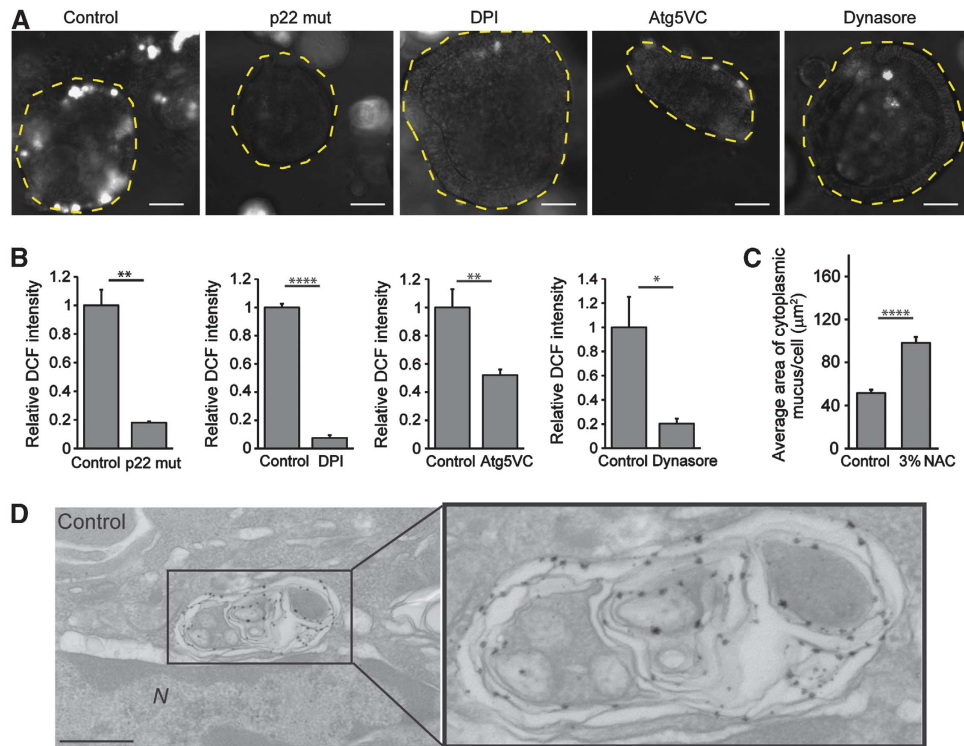 A
Control
p22 mut
DPI
Atg5VC
Dynasore
B
Relative DCF intensity
1.2
1
0.8
0.6
0.4
0.2
0
**
Control p22 mut
Relative DCF intensity
1.2
1
0.8
0.6
0.4
0.2
0
****
Control DPI
Relative DCF intensity
1.2
1
0.8
0.6
0.4
0.2
0
**
Control Atg5VC
Relative DCF intensity
1.4
1.2
1
0.8
0.6
0.4
0.2
0
*
Control Dynasore
C
Average area of cytoplasmic
mucus/cell (μm²)
160
120
80
40
0
****
Control 3% NAC
D
Control
N